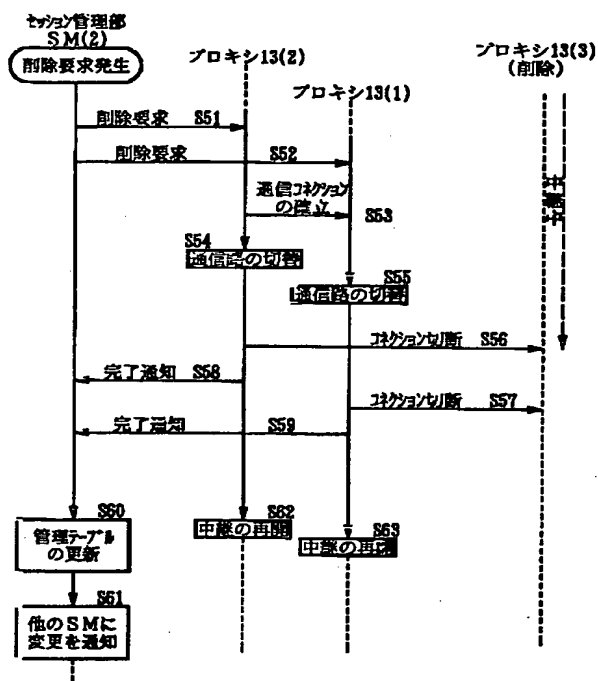 セッション管理部
SM(2)
削除要求発生
プロキシ13(2)
プロキシ13(1)
プロキシ13(3)
(削除)
削除要求 S51
削除要求 S52
中継中
通信コネクション
の確立 S53
S54
通信路の切替
S55
通信路の切替
コネクション切断 S56
完了通知 S58
コネクション切断 S57
完了通知 S59
S60
管理テーブル
の更新
S62
中継の再開
S63
中継の再開
S61
他のSMに
変更を通知